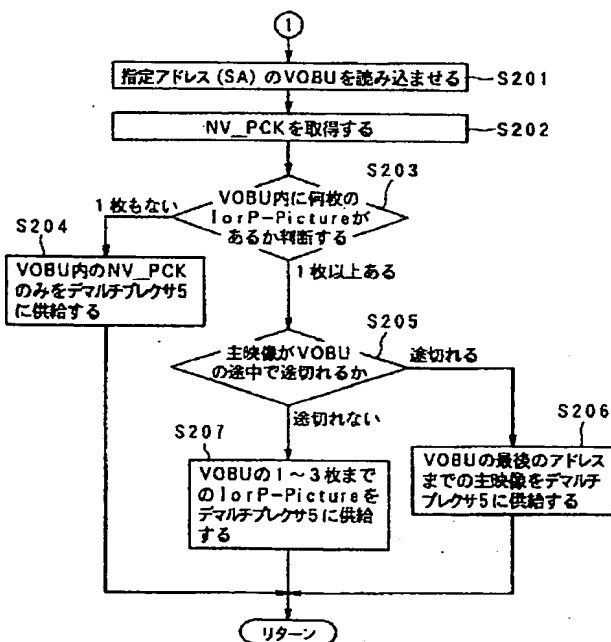 1
指定アドレス(SA)のVOBUを読み込ませる
S201
NV_PCKを取得する
S202
S203
VOBU内に何枚の
IorP-Pictureが
あるか判断する
1枚もない
S204
VOBU内のNV_PCK
のみをデマルチプレクサ5
に供給する
1枚以上ある
S205
主映像がVOBU
の途中で途切れるか
途切れる
途切れない
S206
VOBUの最後のアドレス
までの主映像をデマルチ
プレクサ5に供給する
S207
VOBUの1～3枚まで
のIorP-Pictureを
デマルチプレクサ5に供給
する
リターン